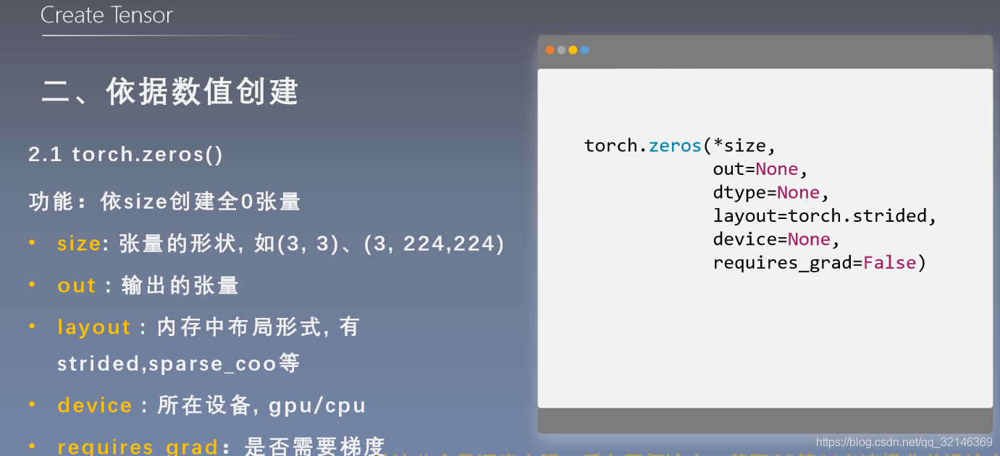 Create Tensor
二、依据数值创建
2.1 torch.zeros()
功能：依size创建全0张量
• size: 张量的形状, 如(3, 3)、(3, 224,224)
• out : 输出的张量
• layout : 内存中布局形式, 有
strided,sparse_coo等
• device : 所在设备, gpu/cpu
• requires_grad：是否需要梯度
torch.zeros(*size,
out=None,
dtype=None,
layout=torch.strided,
device=None,
requires_grad=False)
https://blog.csdn.net/qq_32146369